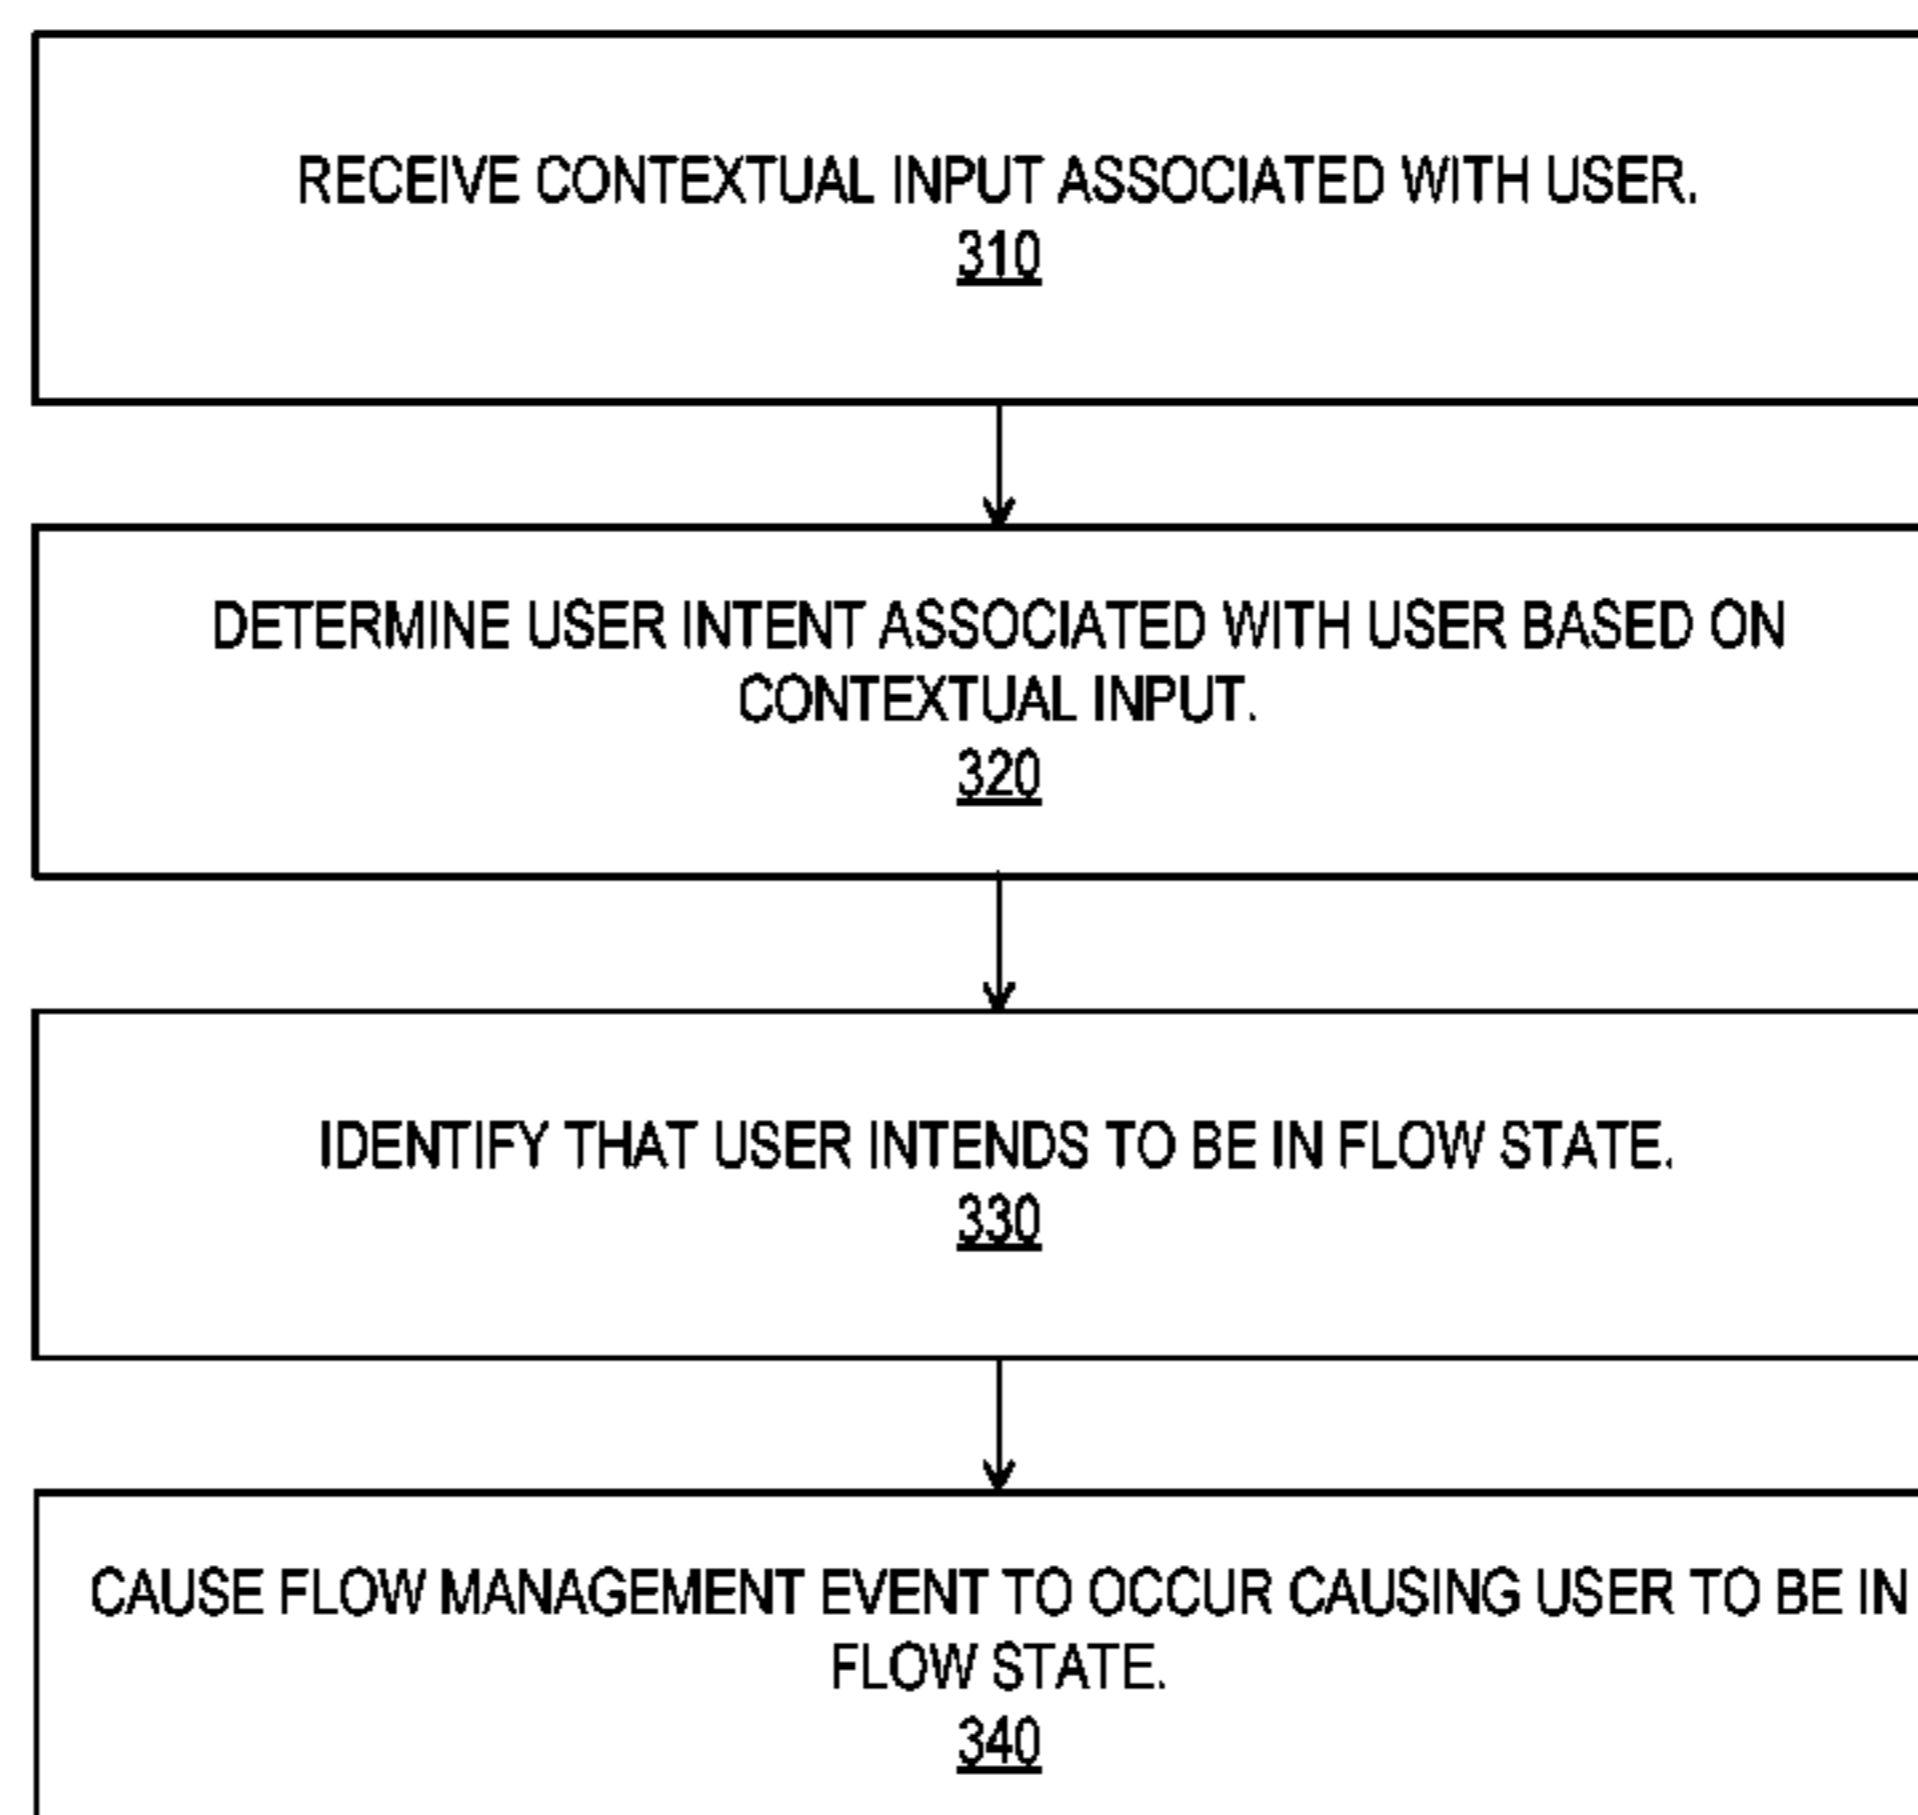 RECEIVE CONTEXTUAL INPUT ASSOCIATED WITH USER.
310
DETERMINE USER INTENT ASSOCIATED WITH USER BASED ON
CONTEXTUAL INPUT.
320
IDENTIFY THAT USER INTENDS TO BE IN FLOW STATE.
330
CAUSE FLOW MANAGEMENT EVENT TO OCCUR CAUSING USER TO BE IN
FLOW STATE.
340